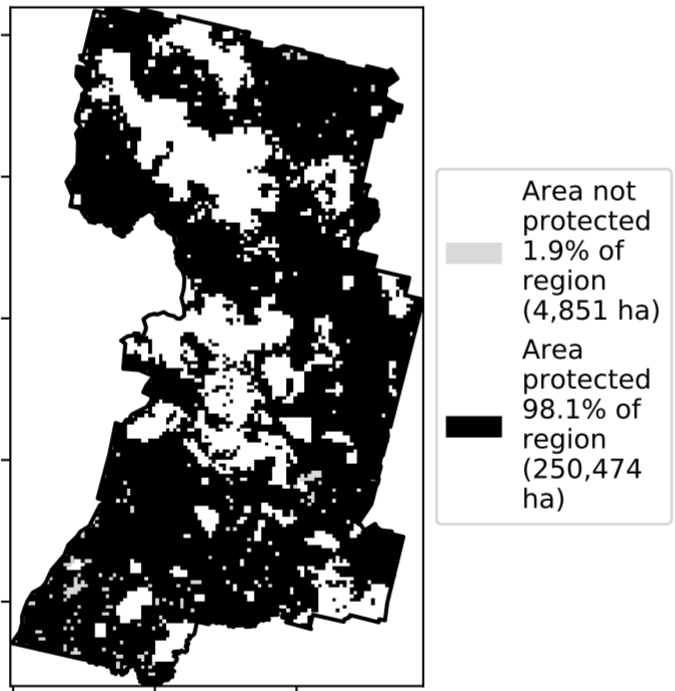 Area not
protected
1.9% of
region
(4,851 ha)
Area
protected
98.1% of
region
(250,474
ha)